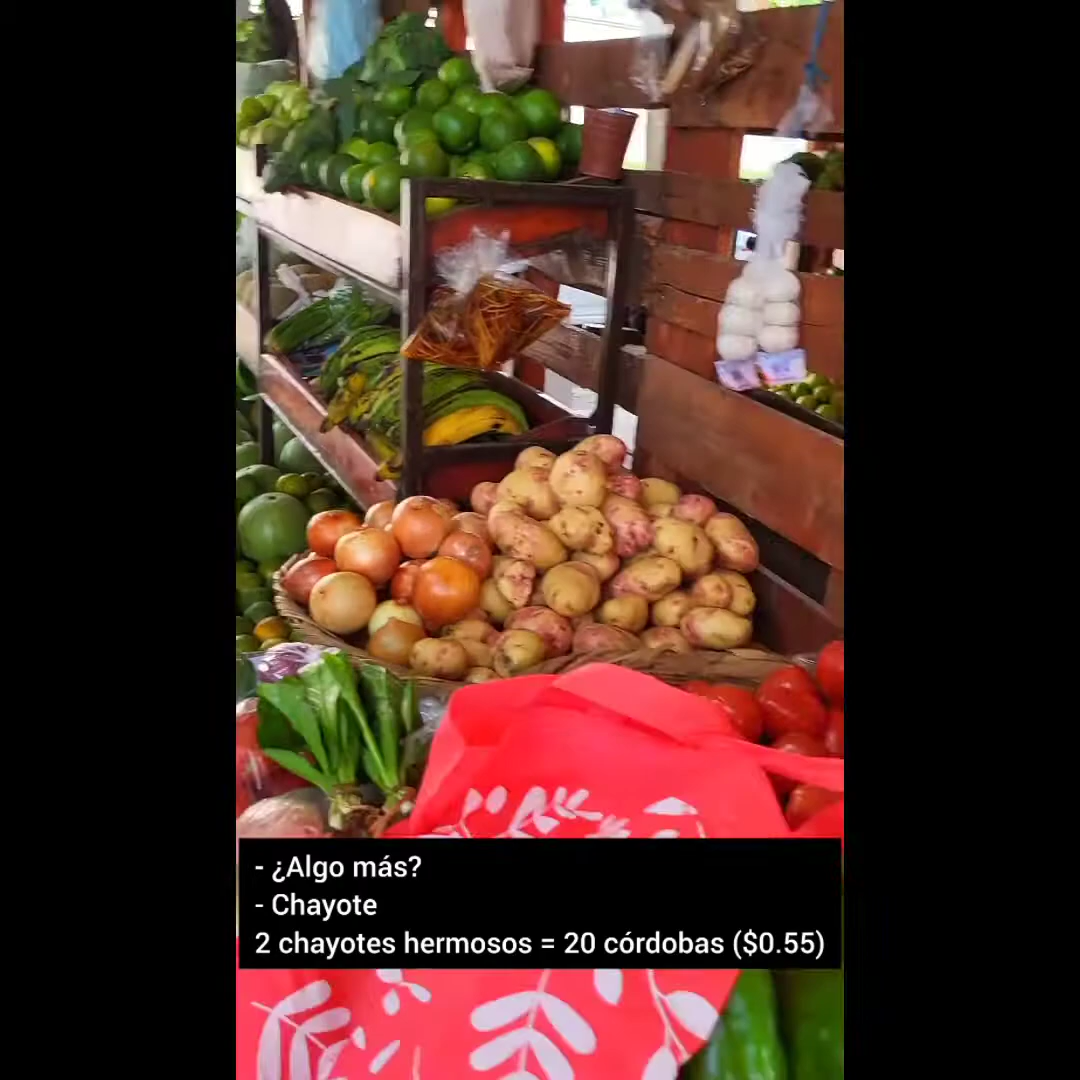 - ¿Algo más?
- Chayote
2 chayotes hermosos = 20 córdobas ($0.55)